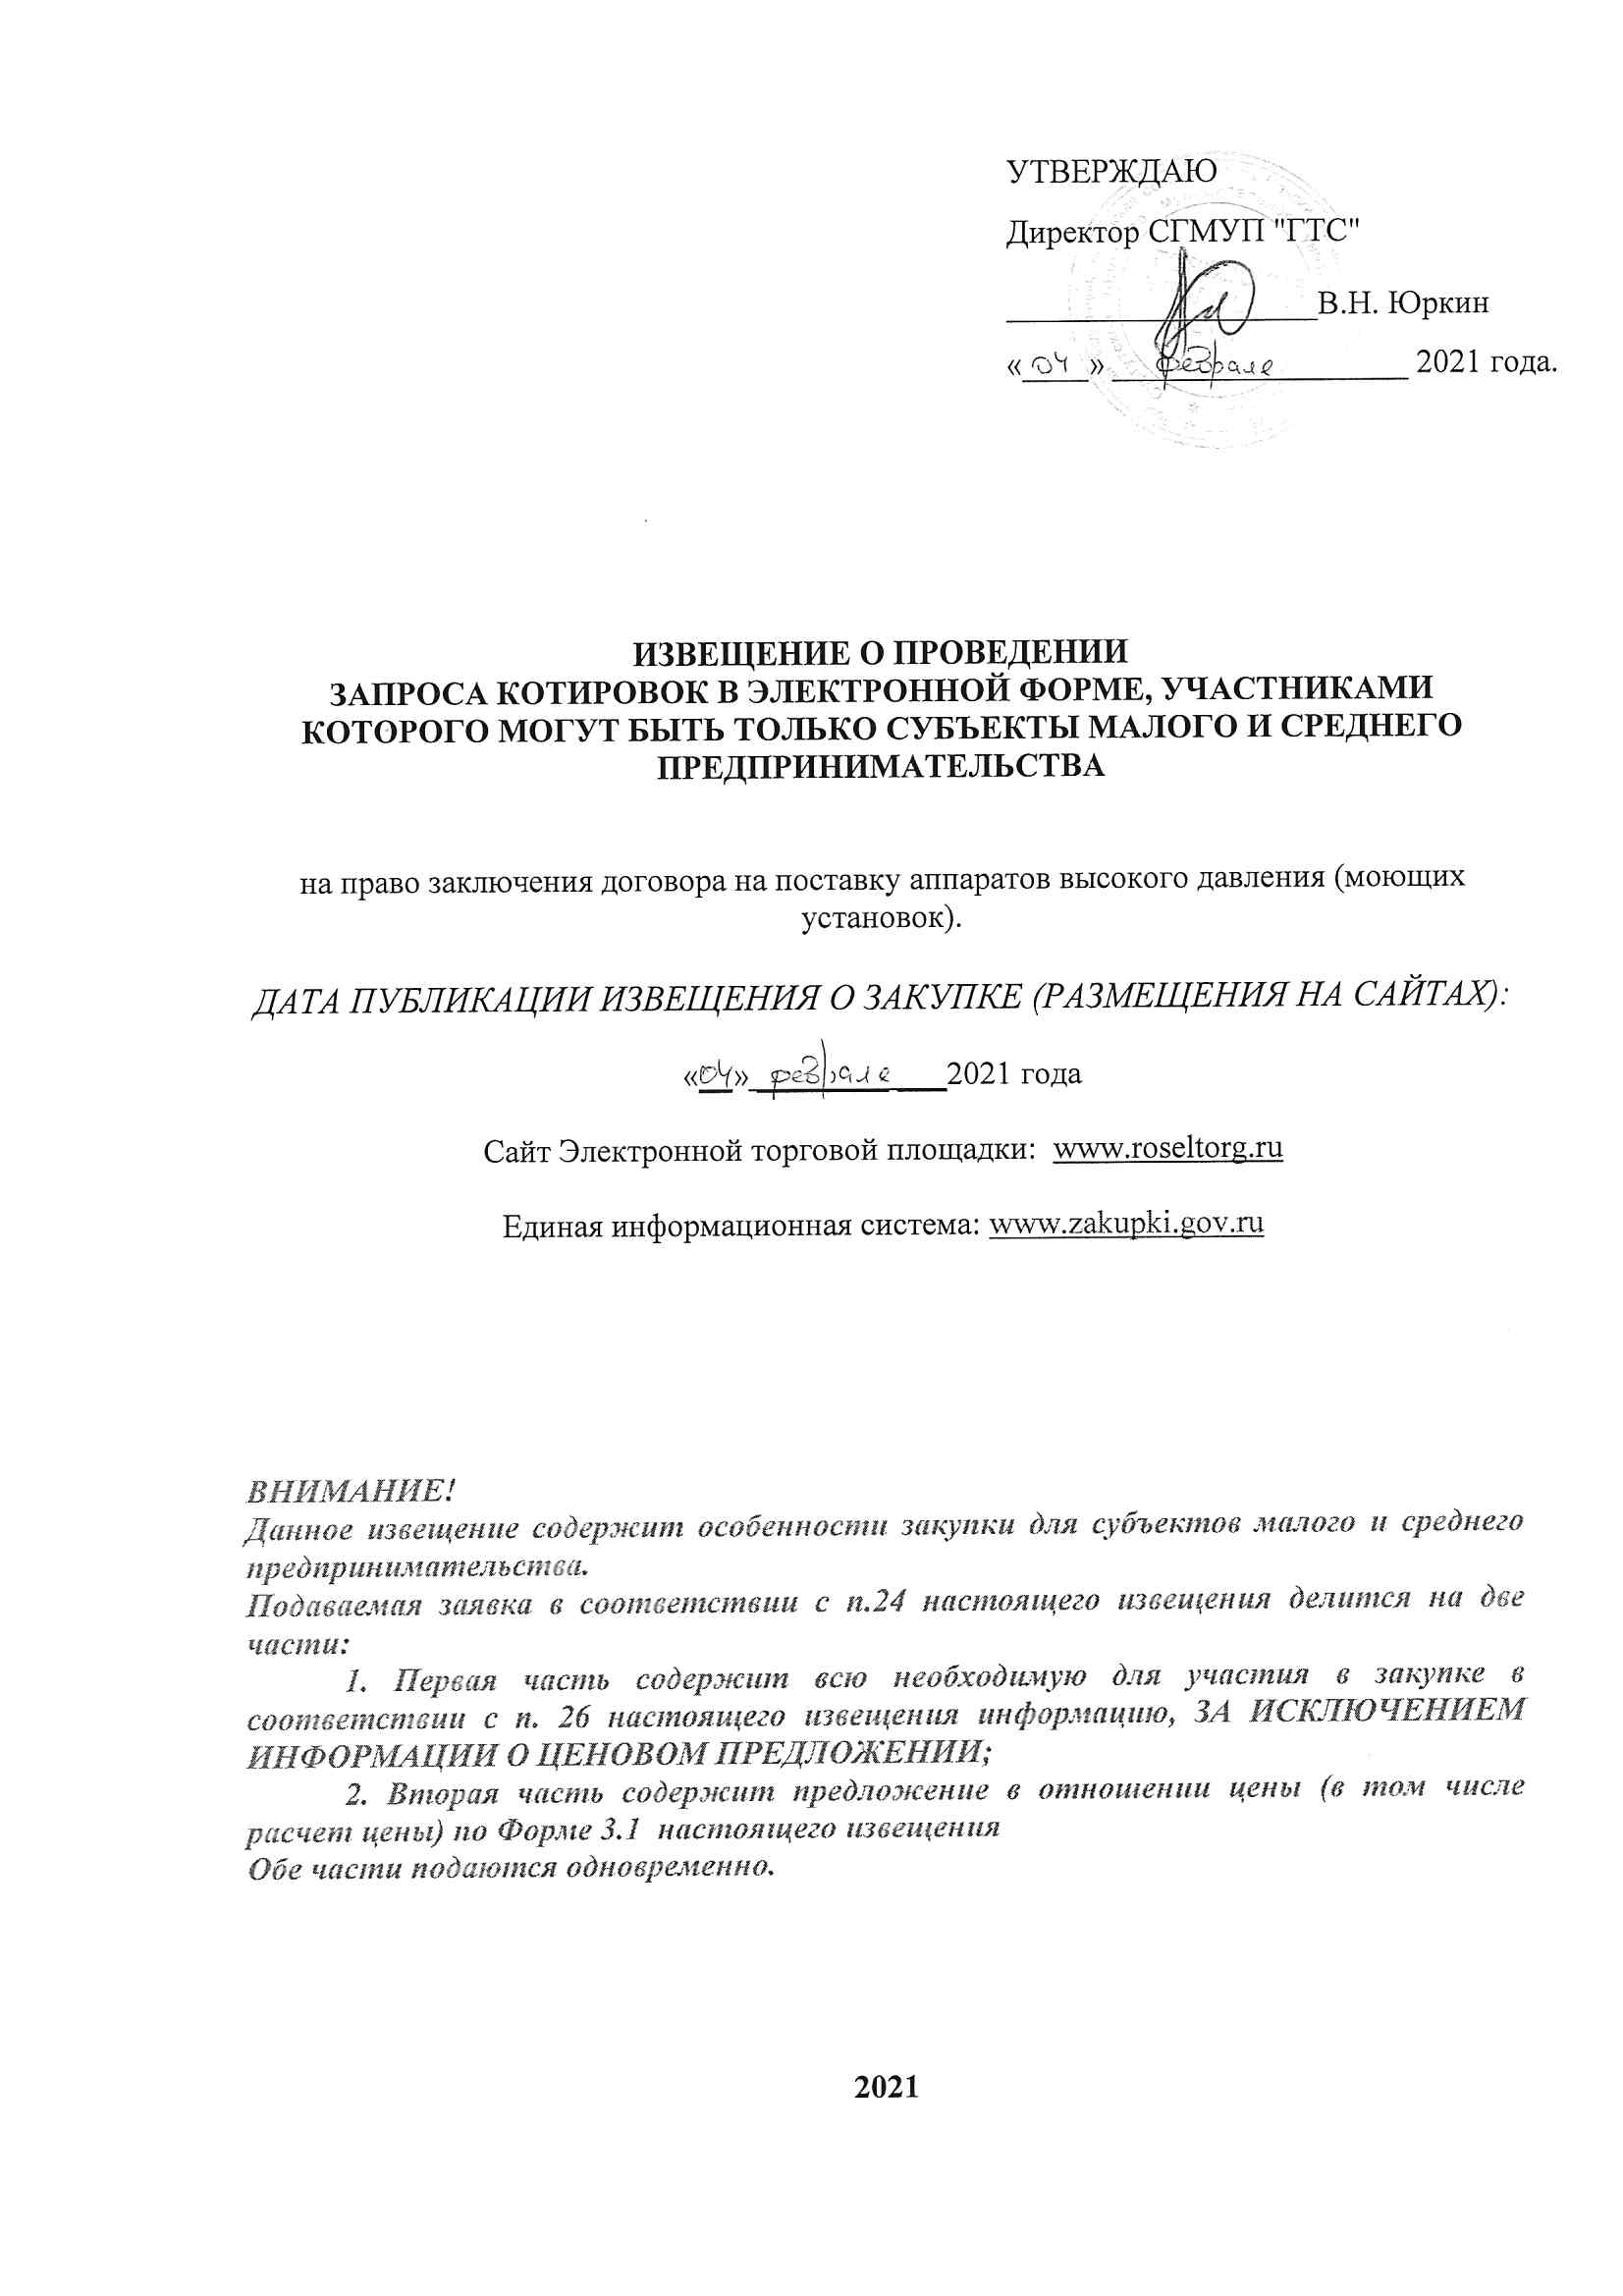 УТВЕРЖДАЮ
Директор СГМУП "ГТС"
В.Н. Юркин
«04» февраля 2021 года.
ИЗВЕЩЕНИЕ О ПРОВЕДЕНИИ
ЗАПРОСА КОТИРОВОК В ЭЛЕКТРОННОЙ ФОРМЕ, УЧАСТНИКАМИ
КОТОРОГО МОГУТ БЫТЬ ТОЛЬКО СУБЪЕКТЫ МАЛОГО И СРЕДНЕГО
ПРЕДПРИНИМАТЕЛЬСТВА
на право заключения договора на поставку аппаратов высокого давления (моющих
установок).
ДАТА ПУБЛИКАЦИИ ИЗВЕЩЕНИЯ О ЗАКУПКЕ (РАЗМЕЩЕНИЯ НА САЙТАХ):
«04» февраля 2021 года
Сайт Электронной торговой площадки: www.roseltorg.ru
Единая информационная система: www.zakupki.gov.ru
ВНИМАНИЕ!
Данное извещение содержит особенности закупки для субъектов малого и среднего
предпринимательства.
Подаваемая заявка в соответствии с п.24 настоящего извещения делится на две
части:
1. Первая часть содержит всю необходимую для участия в закупке в
соответствии с п. 26 настоящего извещения информацию, ЗА ИСКЛЮЧЕНИЕМ
ИНФОРМАЦИИ О ЦЕНОВОМ ПРЕДЛОЖЕНИИ;
2. Вторая часть содержит предложение в отношении цены (в том числе
расчет цены) по Форме 3.1 настоящего извещения
Обе части подаются одновременно.
2021